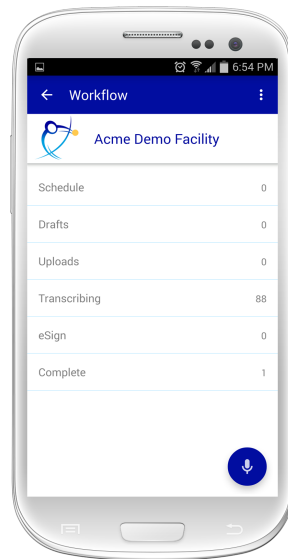 6:54 PM
Workflow
Acme Demo Facility
Schedule 0
Drafts 0
Uploads 0
Transcribing 88
eSign 0
Complete 1